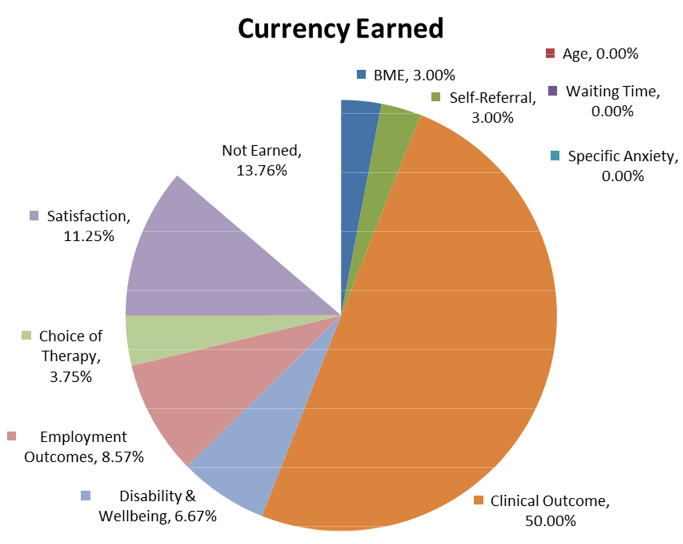 Currency Earned
Age, 0.00%
BME, 3.00%
Waiting Time,
0.00%
Self-Referral,
3.00%
Not Earned,
13.76%
Specific Anxiety,
0.00%
Satisfaction,
11.25%
Choice of
Therapy,
3.75%
Employment
Outcomes, 8.57%
Disability &
Wellbeing, 6.67%
Clinical Outcome,
50.00%